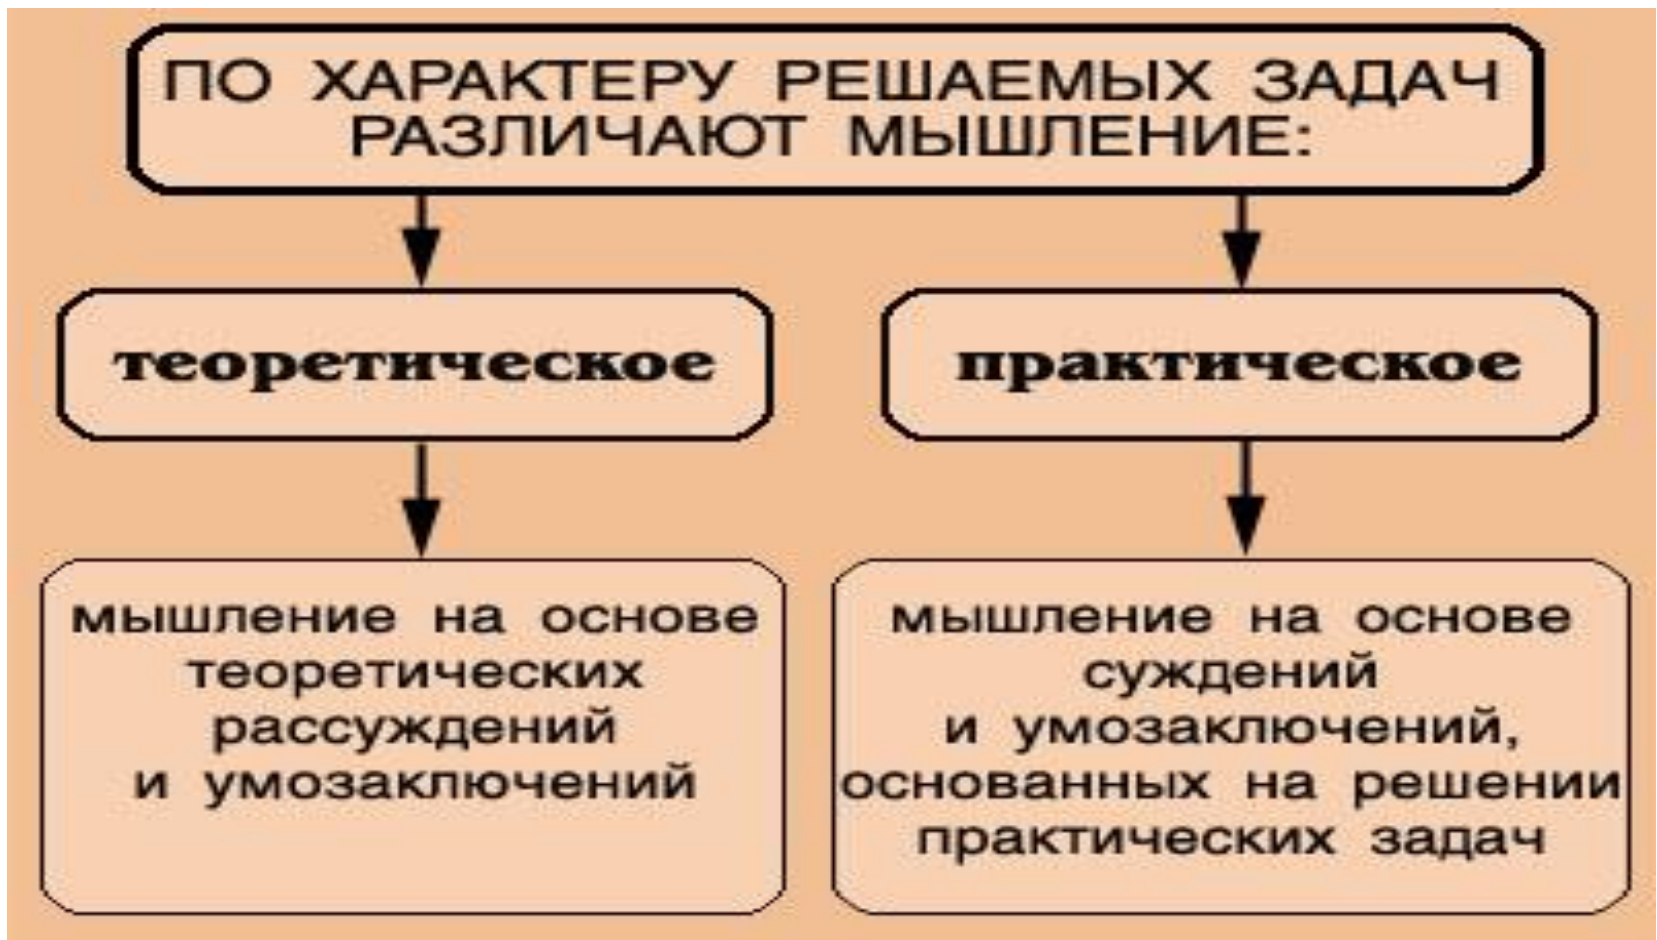 ПО ХАРАКТЕРУ РЕШАЕМЫХ ЗАДАЧ
РАЗЛИЧАЮТ МЫШЛЕНИЕ:
теоретическое
практическое
мышление на основе
теоретических
рассуждений
и умозаключений
мышление на основе
суждений
и умозаключений,
основанных на решении
практических задач